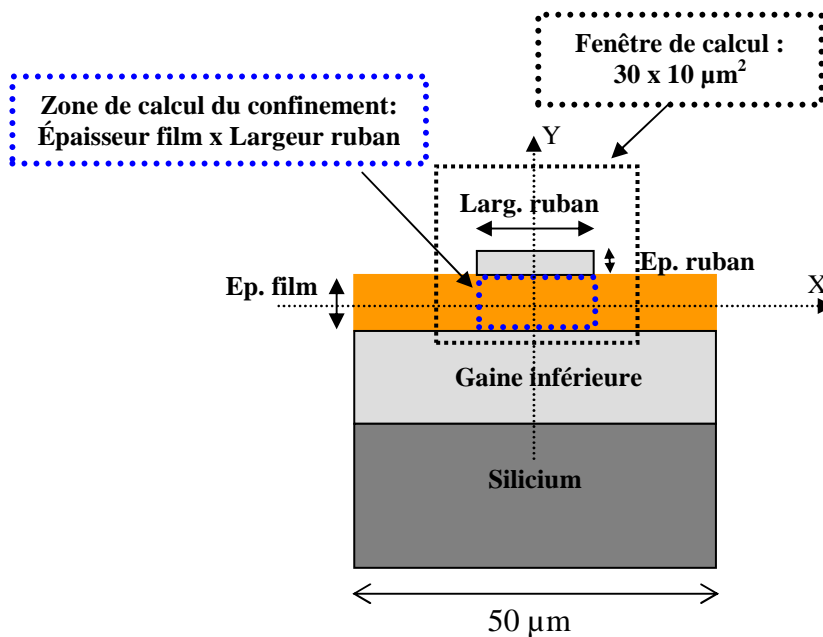 Fenêtre de calcul :
30 x 10 µm²
Zone de calcul du confinement:
Épaisseur film x Largeur ruban
Y
Larg. ruban
Ep. ruban
Ep. film
X
Gaine inférieure
Silicium
50 µm